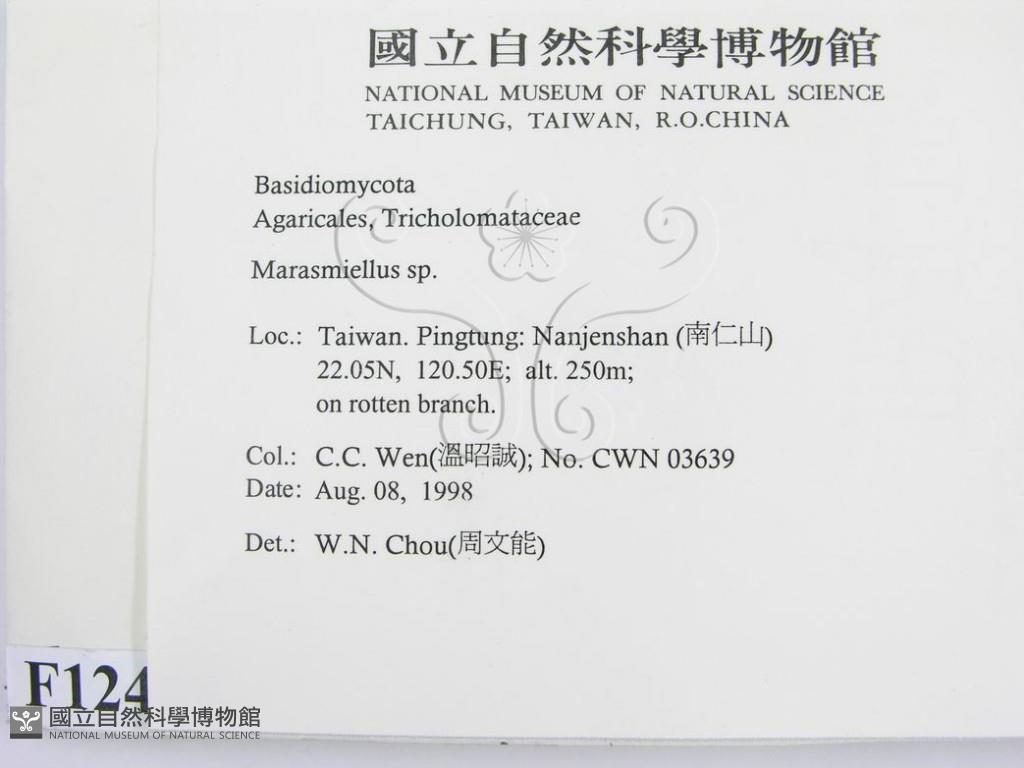 國立自然科學博物館
NATIONAL MUSEUM OF NATURAL SCIENCE
TAICHUNG, TAIWAN, R.O.CHINA
Basidiomycota
Agaricales, Tricholomataceae
Marasmiellus sp.
Loc.: Taiwan. Pingtung: Nanjenshan (南仁山)
22.05N, 120.50E; alt. 250m;
on rotten branch.
Col.: C.C. Wen(溫昭誠); No. CWN 03639
Date: Aug. 08, 1998
Det.: W.N. Chou(周文能)
F124
國立自然科學博物館
NATIONAL MUSEUM OF NATURAL SCIENCE